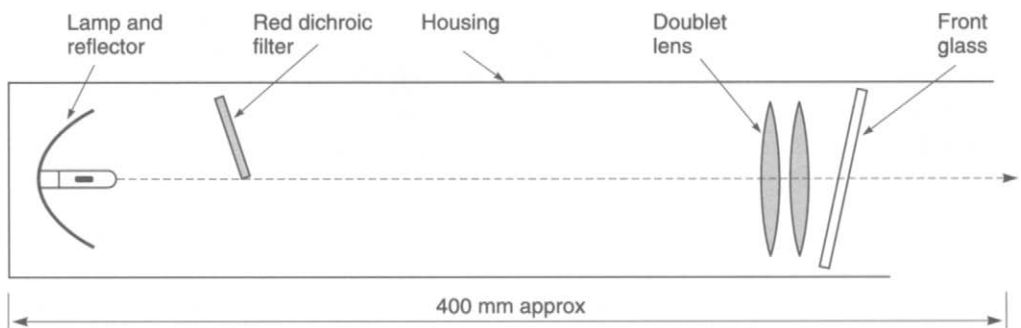 Lamp and
reflector
Red dichroic
filter
Housing
Doublet
lens
Front
glass
400 mm approx